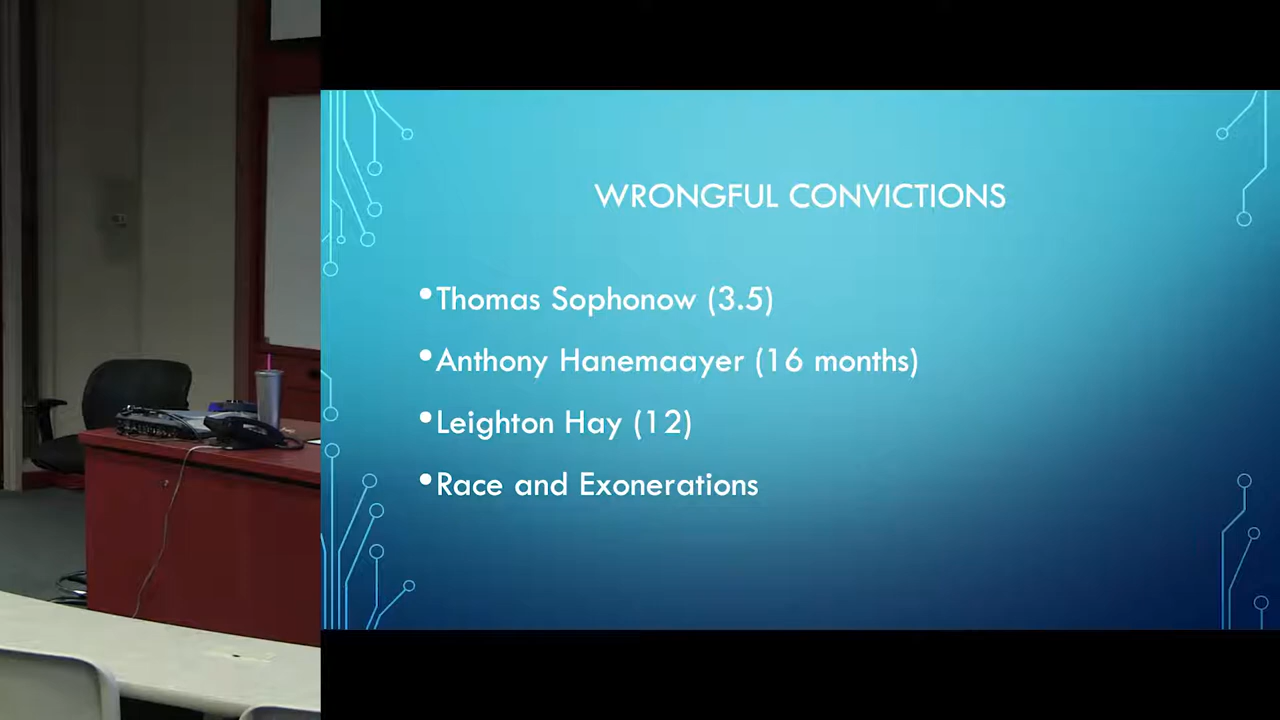 WRONGFUL CONVICTIONS
•Thomas Sophonow (3.5)
•Anthony Hanemaayer (16 months)
•Leighton Hay (12)
•Race and Exonerations